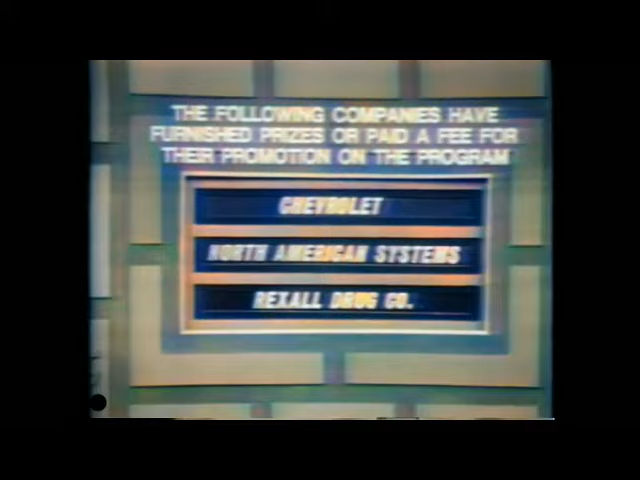 THE FOLLOWING COMPANIES HAVE
FURNISHED PRIZES OR PAID A FEE FOR
THEIR PROMOTION ON THE PROGRAM
CHEVROLET
NORTH AMERICAN SYSTEMS
REXALL DRUG CO.